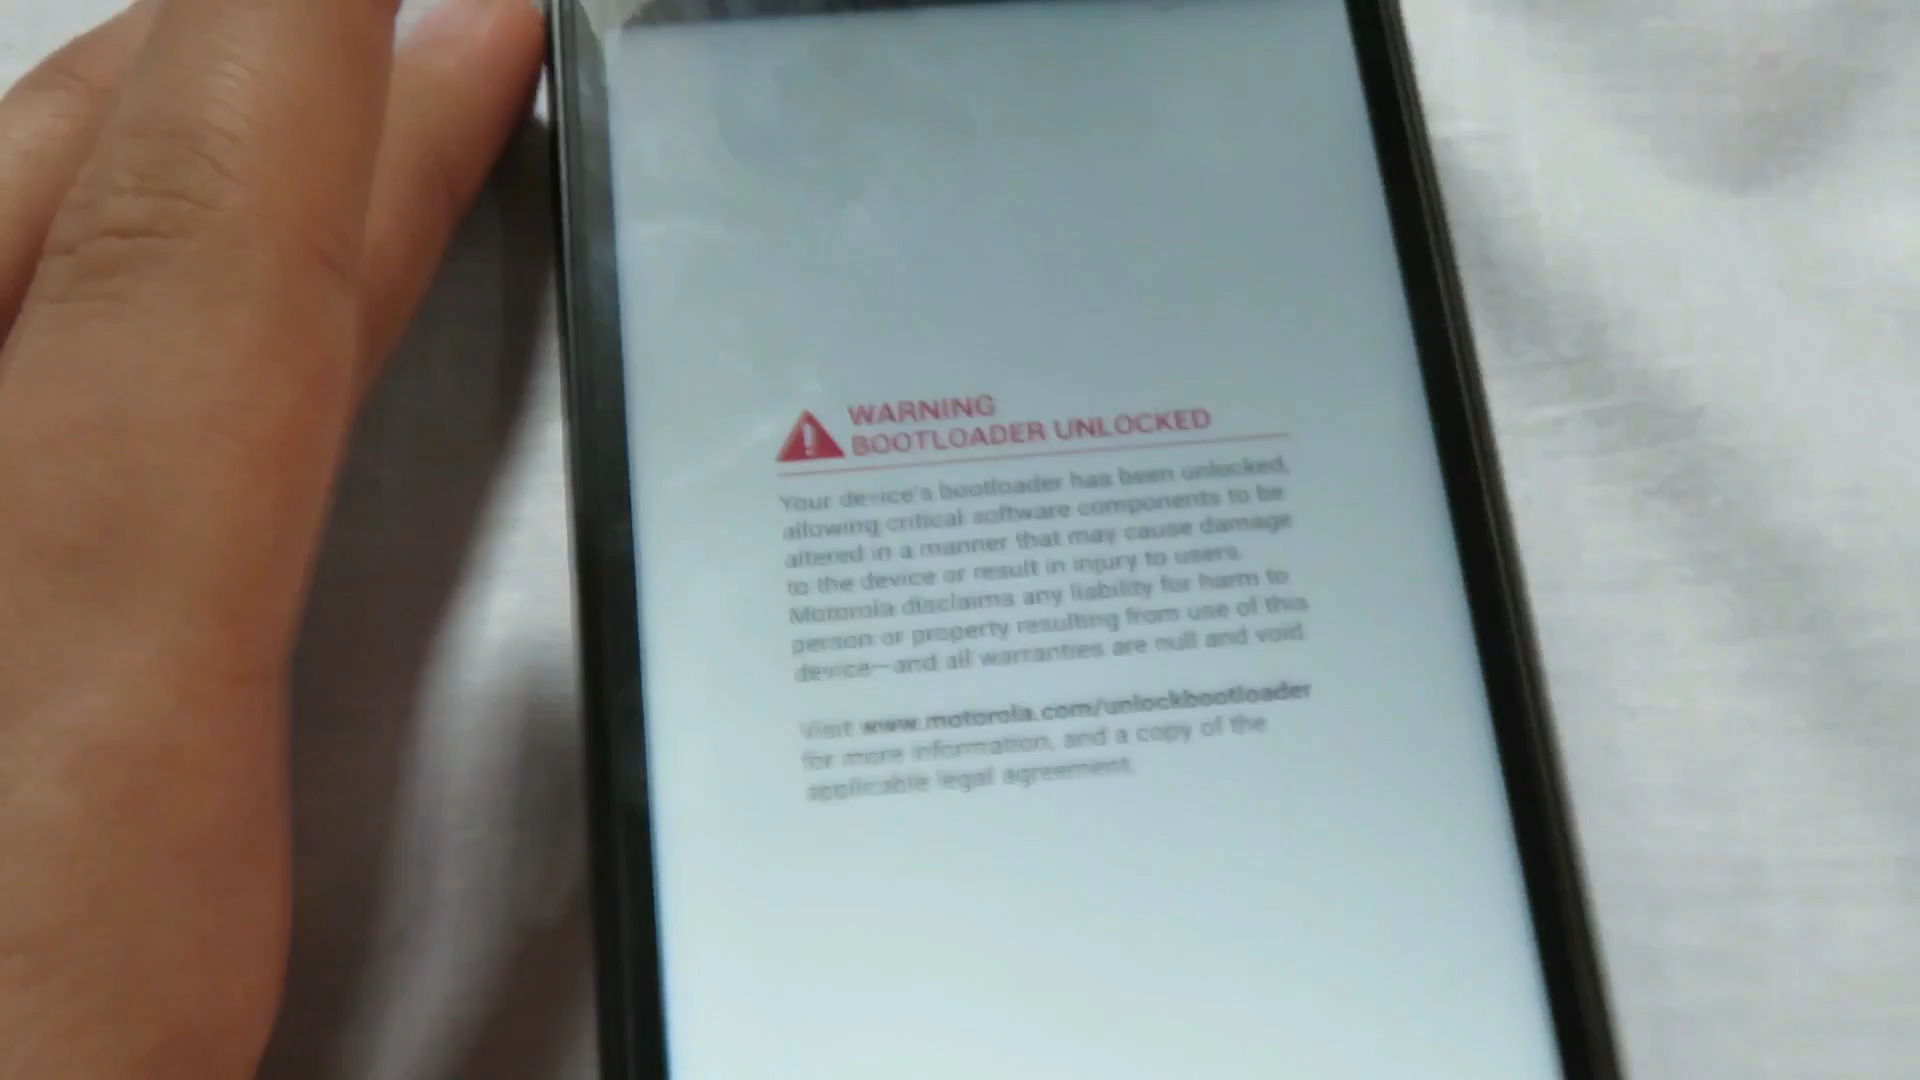 WARNING
BOOTLOADER UNLOCKED
Your device's bootloader has been unlocked,
allowing critical software components to be
altered in a manner that may cause damage
to the device or result in injury to users.
Motorola disclaims any liability for harm to
person or property resulting from use of this
device—and all warranties are null and void.
Visit www.motorola.com/unlockbootloader
for more information, and a copy of the
applicable legal agreement.